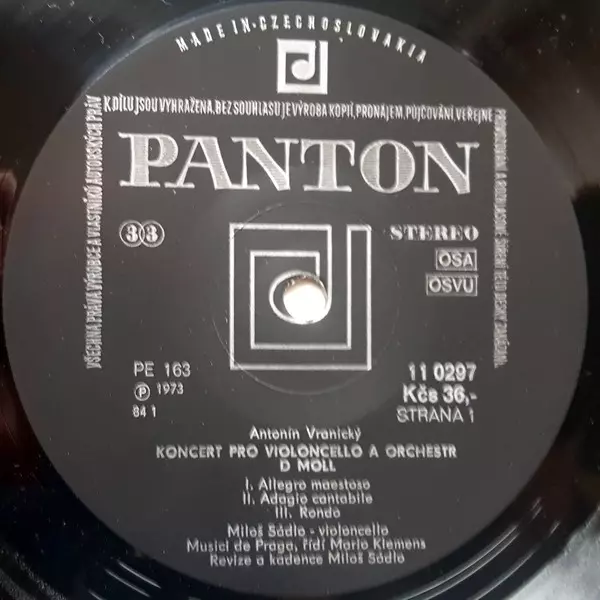 MADE IN CZECHOSLOVAKIA
VŠECHNA PRÁVA VÝROBCE A VLASTNÍKŮ AUTORSKÝCH PRÁV
K DÍLU JSOU VYHRAŽENA. BEZ SOUHLASU JE VÝROBA KOPIÍ, PRONÁJEM, PŮJČOVÁNÍ, VEŘEJNÉ
PANTON
33
STEREO
OSA
OSVU
PE 163
Ⓟ 1973
84 1
11 0297
Kčs 36,-
STRANA 1
Antonín Vranický
KONCERT PRO VIOLONCELLO A ORCHESTR
D MOLL
I. Allegro maestoso
II. Adagio cantabile
III. Rondo
Miloš Sádlo - violoncello
Musici de Praga, řídí Mario Klemens
Revize a kadence Miloš Sádlo